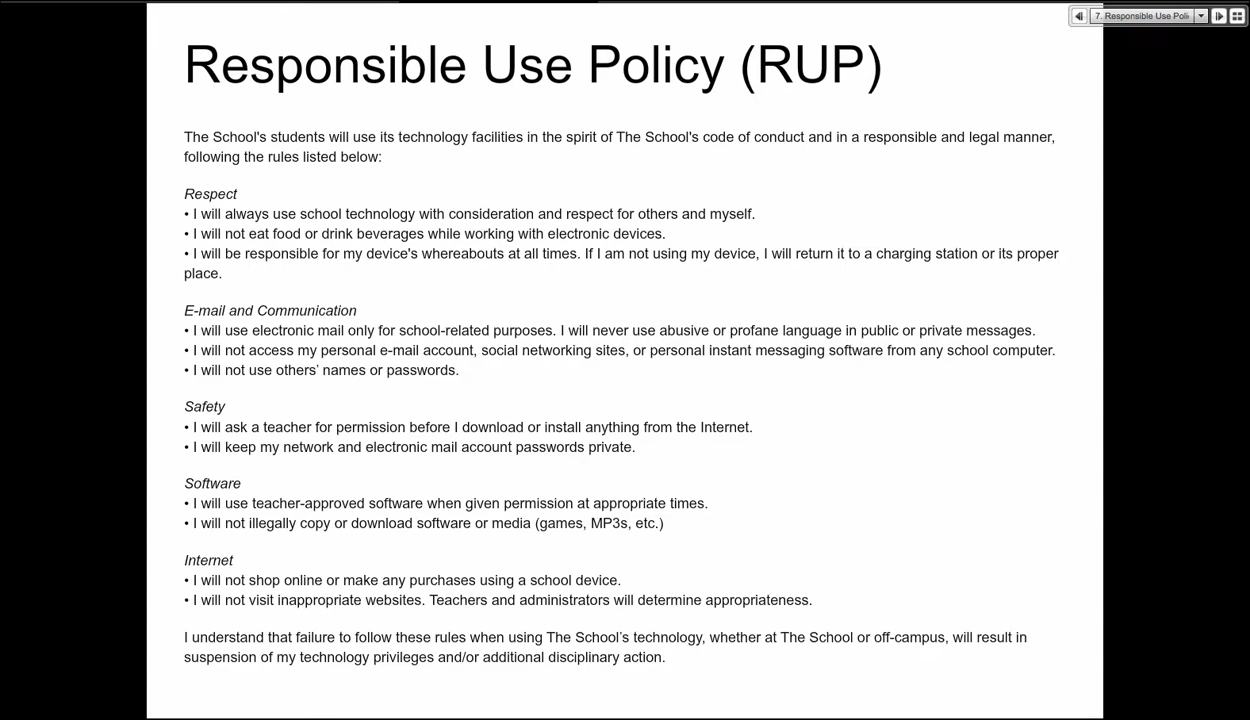 7. Responsible Use Poli
Responsible Use Policy (RUP)
The School's students will use its technology facilities in the spirit of The School's code of conduct and in a responsible and legal manner,
following the rules listed below:
Respect
• I will always use school technology with consideration and respect for others and myself.
• I will not eat food or drink beverages while working with electronic devices.
• I will be responsible for my device's whereabouts at all times. If I am not using my device, I will return it to a charging station or its proper
place.
E-mail and Communication
• I will use electronic mail only for school-related purposes. I will never use abusive or profane language in public or private messages.
• I will not access my personal e-mail account, social networking sites, or personal instant messaging software from any school computer.
• I will not use others’ names or passwords.
Safety
• I will ask a teacher for permission before I download or install anything from the Internet.
• I will keep my network and electronic mail account passwords private.
Software
• I will use teacher-approved software when given permission at appropriate times.
• I will not illegally copy or download software or media (games, MP3s, etc.)
Internet
• I will not shop online or make any purchases using a school device.
• I will not visit inappropriate websites. Teachers and administrators will determine appropriateness.
I understand that failure to follow these rules when using The School’s technology, whether at The School or off-campus, will result in
suspension of my technology privileges and/or additional disciplinary action.